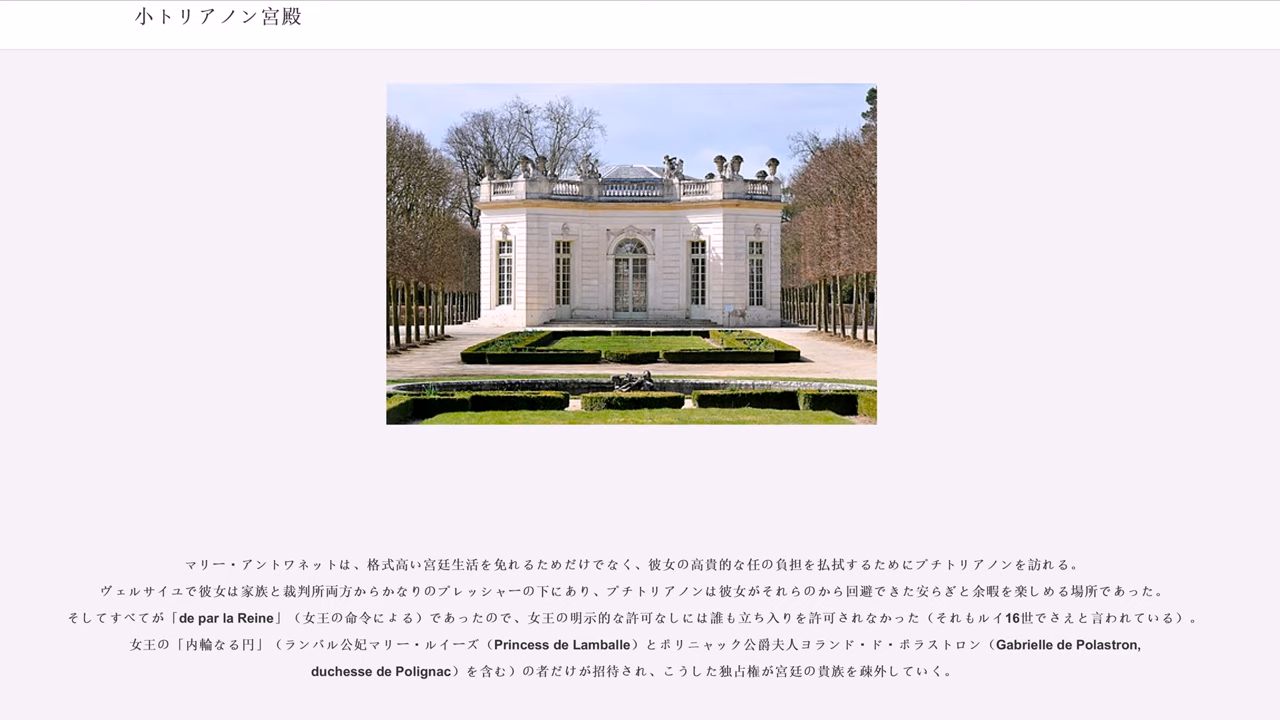 小トリアノン宮殿
マリー・アントワネットは、格式高い宮廷生活を免れるためだけでなく、彼女の高貴的な任の負担を払拭するためにプチトリアノンを訪れる。
ヴェルサイユで彼女は家族と裁判所両方からかなりのプレッシャーの下にあり、プチトリアノンは彼女がそれらのから回避できた安らぎと余暇を楽しめる場所であった。
そしてすべてが「de par la Reine」（女王の命令による）であったので、女王の明示的な許可なしには誰も立ち入りを許可されなかった（それもルイ16世でさえと言われている）。
女王の「内輪なる円」（ランバル公妃マリー・ルイーズ（Princess de Lamballe）とポリニャック公爵夫人ヨランド・ド・ポラストロン（Gabrielle de Polastron,
duchesse de Polignac）を含む）の者だけが招待され、こうした独占権が宮廷の貴族を疎外していく。